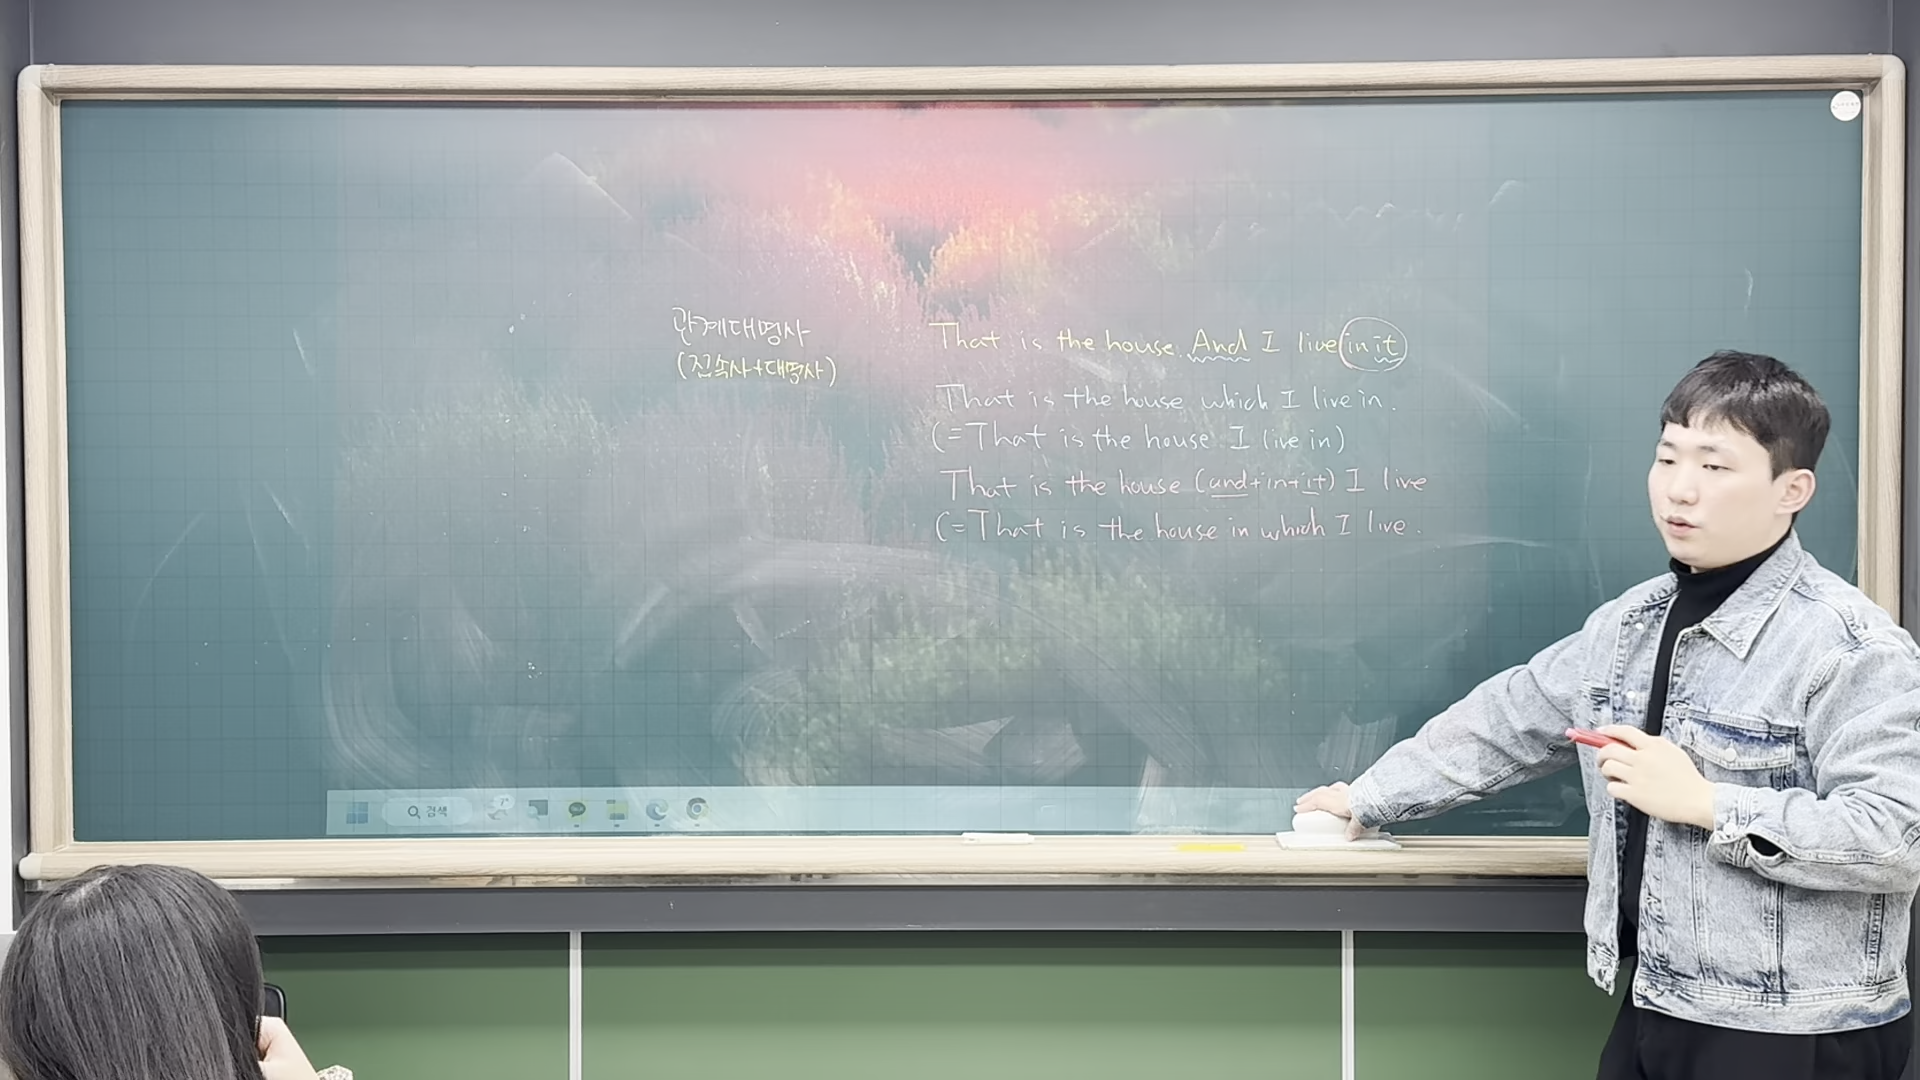 관계대명사
(접속사+대명사)
That is the house. And I live in it
That is the house which I live in.
(=That is the house I live in)
That is the house (and+in+it) I live
(=That is the house in which I live.
검색